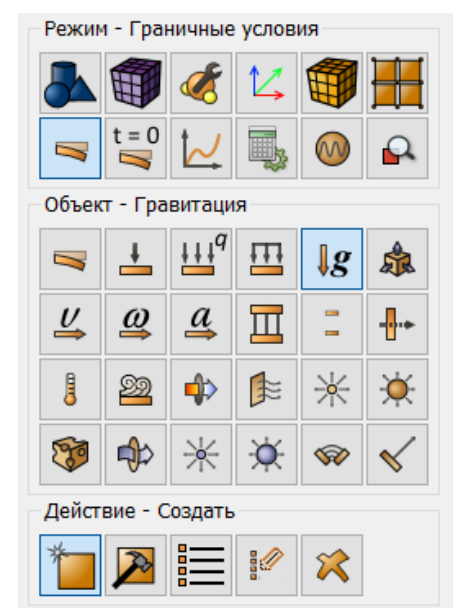 Режим - Граничные условия
t = 0
Объект - Гравитация
q
g
v
ω
a
Действие - Создать